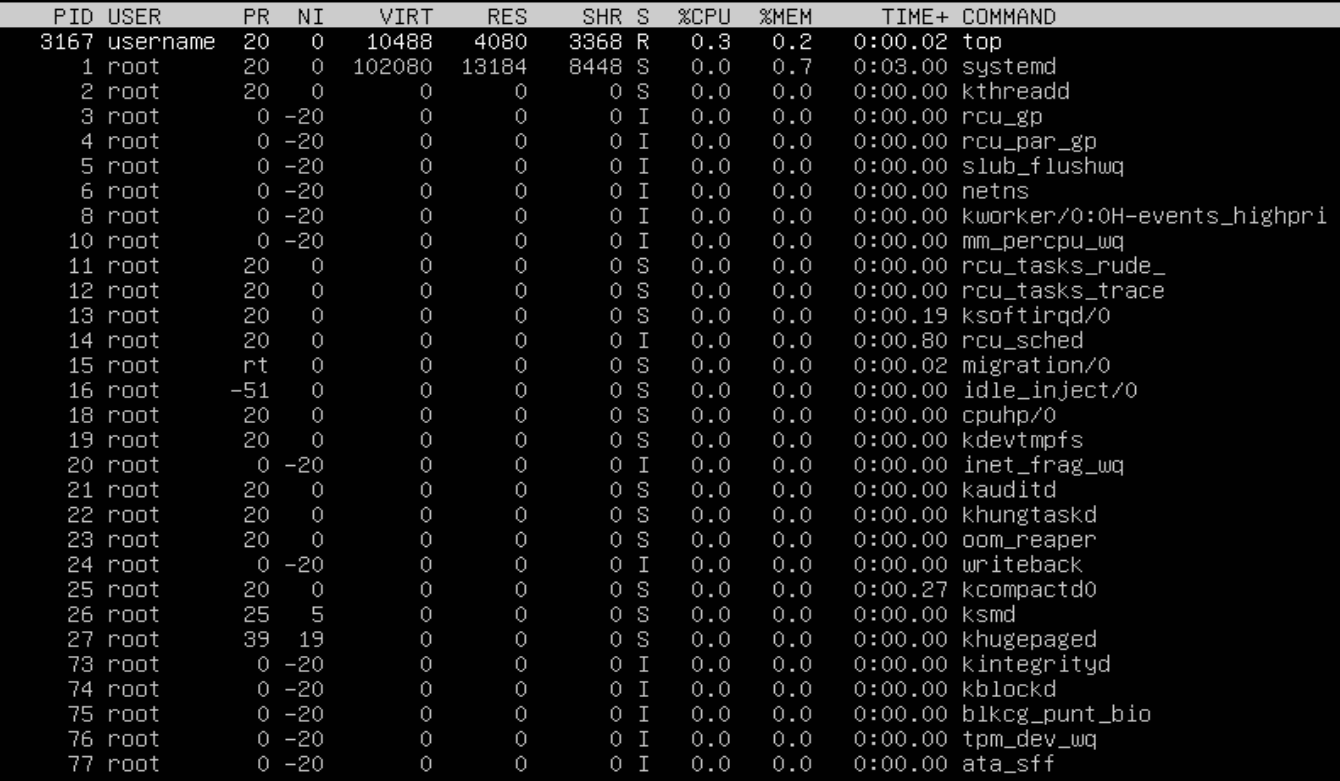 PID USER PR NI VIRT RES SHR S %CPU %MEM TIME+ COMMAND
3167 username 20 0 10488 4080 3368 R 0.3 0.2 0:00.02 top
1 root 20 0 102080 13184 8448 S 0.0 0.7 0:03.00 systemd
2 root 20 0 0 0 0 S 0.0 0.0 0:00.00 kthreadd
3 root 0 -20 0 0 0 I 0.0 0.0 0:00.00 rcu_gp
4 root 0 -20 0 0 0 I 0.0 0.0 0:00.00 rcu_par_gp
5 root 0 -20 0 0 0 I 0.0 0.0 0:00.00 slub_flushwq
6 root 0 -20 0 0 0 I 0.0 0.0 0:00.00 netns
8 root 0 -20 0 0 0 I 0.0 0.0 0:00.00 kworker/0:0H-events_highpri
10 root 0 -20 0 0 0 I 0.0 0.0 0:00.00 mm_percpu_wq
11 root 20 0 0 0 0 S 0.0 0.0 0:00.00 rcu_tasks_rude_
12 root 20 0 0 0 0 S 0.0 0.0 0:00.00 rcu_tasks_trace
13 root 20 0 0 0 0 S 0.0 0.0 0:00.19 ksoftirqd/0
14 root 20 0 0 0 0 I 0.0 0.0 0:00.80 rcu_sched
15 root rt 0 0 0 0 S 0.0 0.0 0:00.02 migration/0
16 root -51 0 0 0 0 S 0.0 0.0 0:00.00 idle_inject/0
18 root 20 0 0 0 0 S 0.0 0.0 0:00.00 cpuhp/0
19 root 20 0 0 0 0 S 0.0 0.0 0:00.00 kdevtmpfs
20 root 0 -20 0 0 0 I 0.0 0.0 0:00.00 inet_frag_wq
21 root 20 0 0 0 0 S 0.0 0.0 0:00.00 kauditd
22 root 20 0 0 0 0 S 0.0 0.0 0:00.00 khungtaskd
23 root 20 0 0 0 0 S 0.0 0.0 0:00.00 oom_reaper
24 root 0 -20 0 0 0 I 0.0 0.0 0:00.00 writeback
25 root 20 0 0 0 0 S 0.0 0.0 0:00.27 kcompactd0
26 root 25 5 0 0 0 S 0.0 0.0 0:00.00 ksmd
27 root 39 19 0 0 0 S 0.0 0.0 0:00.00 khugepaged
73 root 0 -20 0 0 0 I 0.0 0.0 0:00.00 kintegrityd
74 root 0 -20 0 0 0 I 0.0 0.0 0:00.00 kblockd
75 root 0 -20 0 0 0 I 0.0 0.0 0:00.00 blkcg_punt_bio
76 root 0 -20 0 0 0 I 0.0 0.0 0:00.00 tpm_dev_wq
77 root 0 -20 0 0 0 I 0.0 0.0 0:00.00 ata_sff